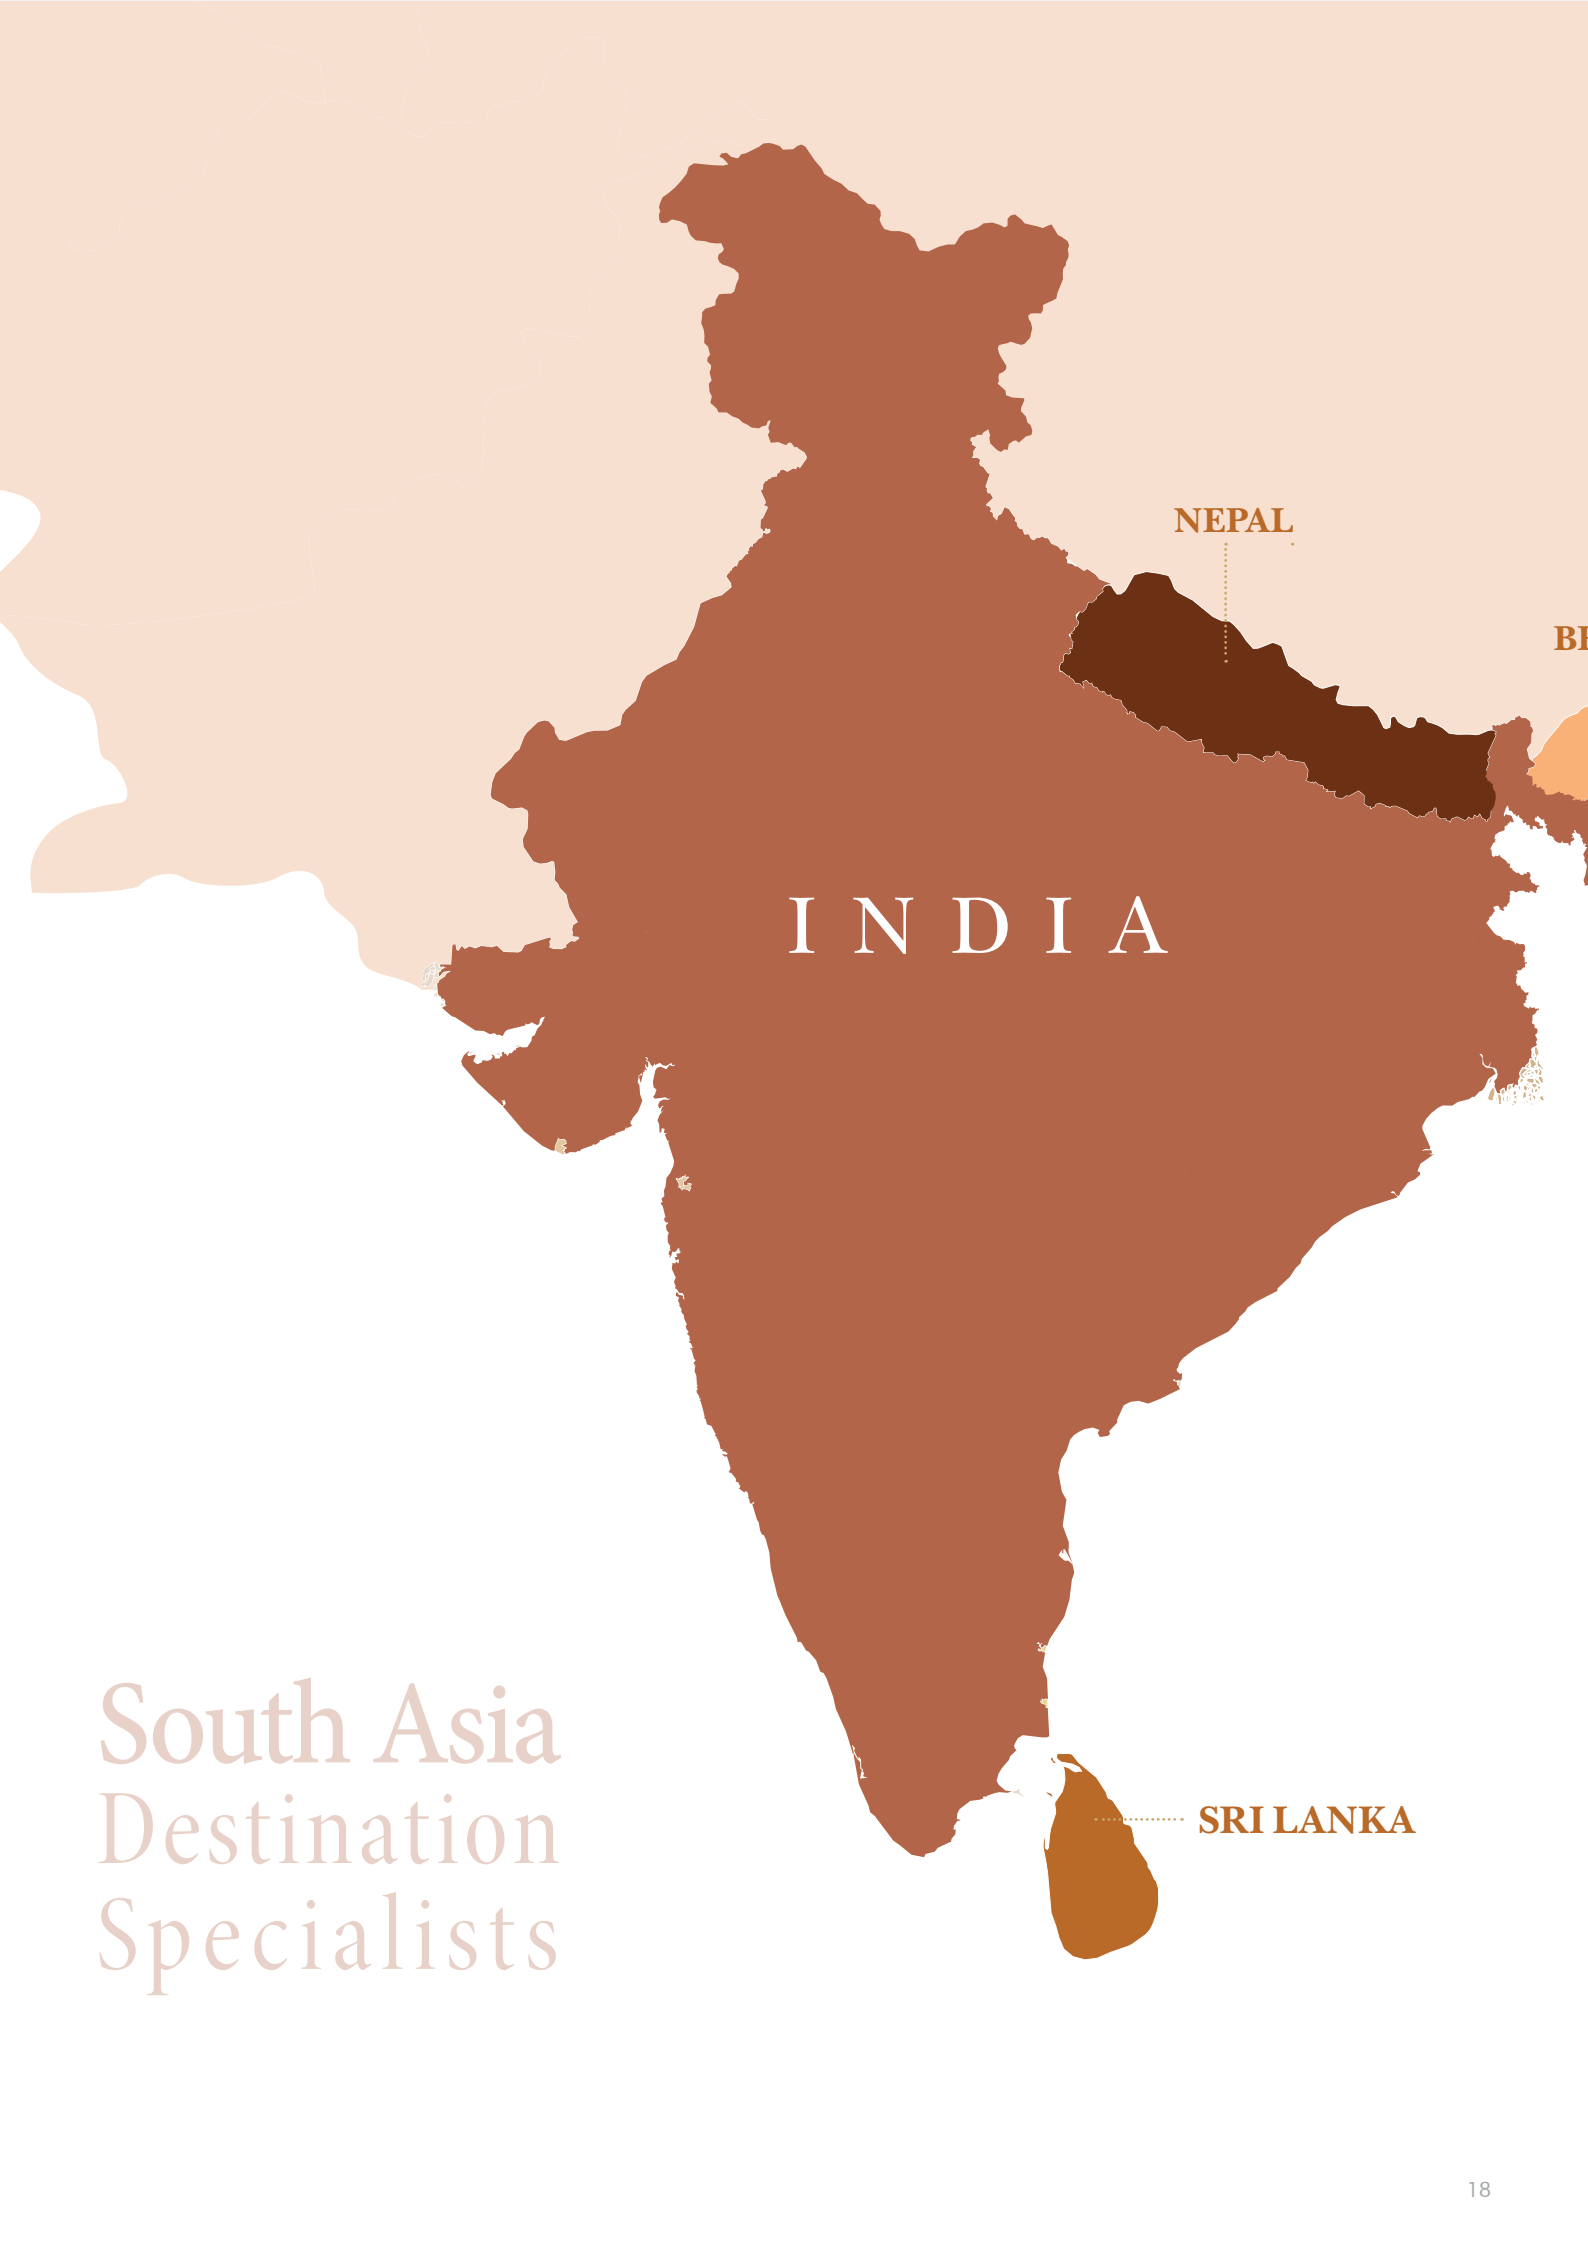 NEPAL
INDIA
SRI LANKA
South Asia
Destination
Specialists
18